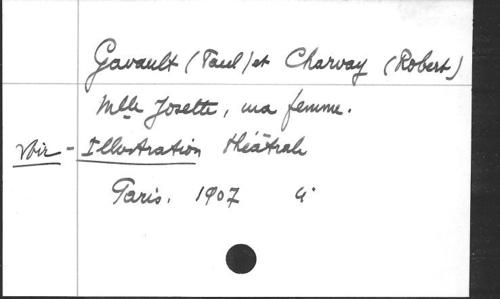 Gavault (Paul) et Charvay (Robert)
Mlle Josette, ma femme.
voir - Illustration théâtrale
Paris. 1907 4°